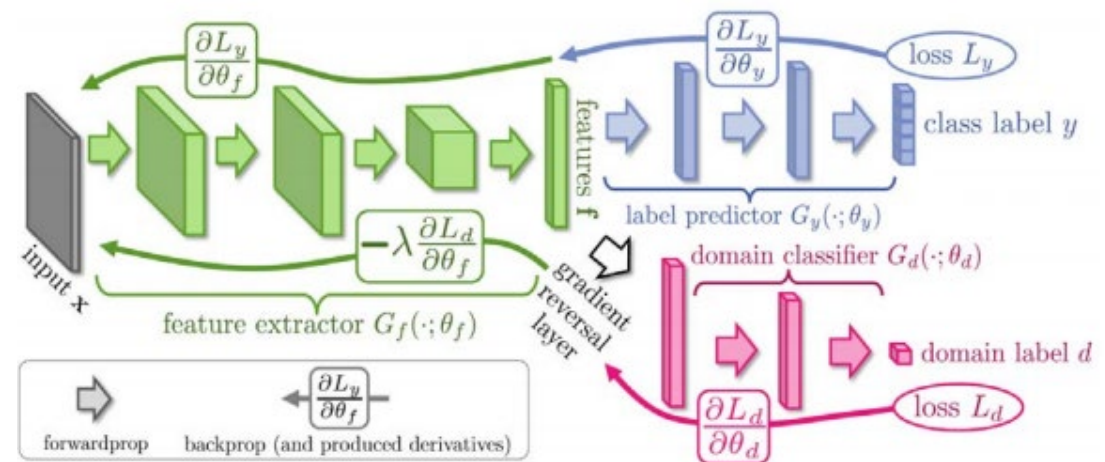 ∂L_y/∂θ_f
∂L_y/∂θ_y
loss L_y
features f
class label y
label predictor G_y(·; θ_y)
−λ ∂L_d/∂θ_f
input x
feature extractor G_f(·; θ_f)
gradient
reversal
layer
domain classifier G_d(·; θ_d)
domain label d
∂L_d/∂θ_d
loss L_d
∂L_y/∂θ_f
forwardprop
backprop (and produced derivatives)